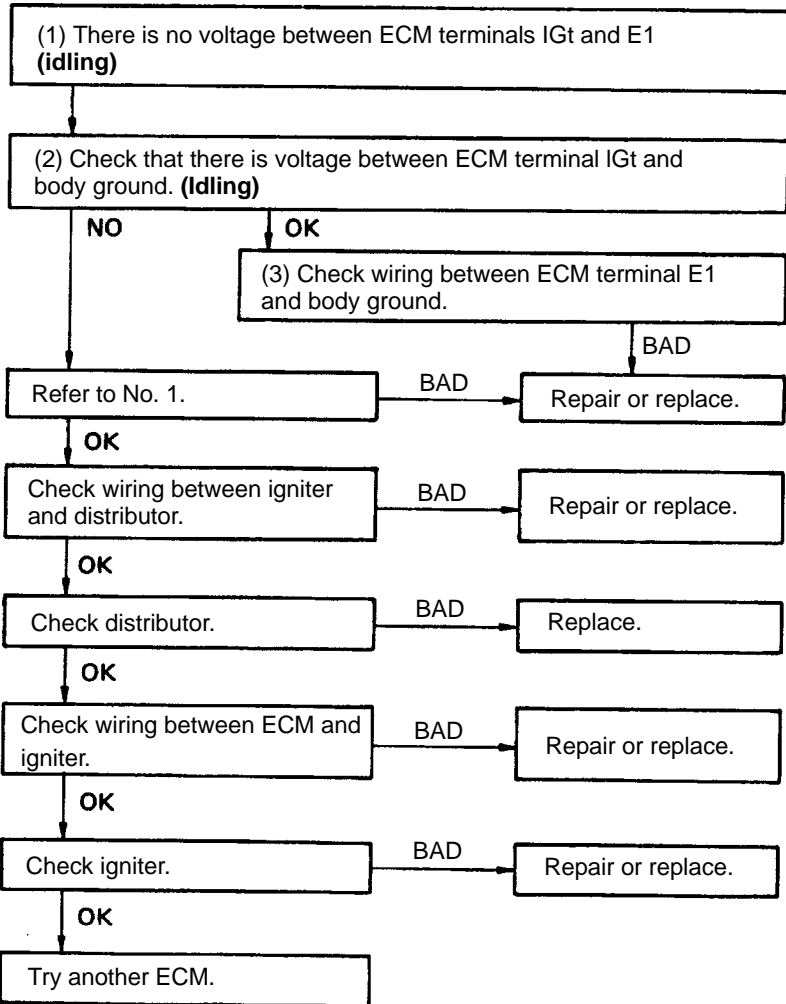 (1) There is no voltage between ECM terminals IGt and E1
(idling)
(2) Check that there is voltage between ECM terminal IGt and
body ground. (Idling)
NO
OK
(3) Check wiring between ECM terminal E1
and body ground.
BAD
Refer to No. 1.
BAD
Repair or replace.
OK
Check wiring between igniter
and distributor.
BAD
Repair or replace.
OK
Check distributor.
BAD
Replace.
OK
Check wiring between ECM and
igniter.
BAD
Repair or replace.
OK
Check igniter.
BAD
Repair or replace.
OK
Try another ECM.